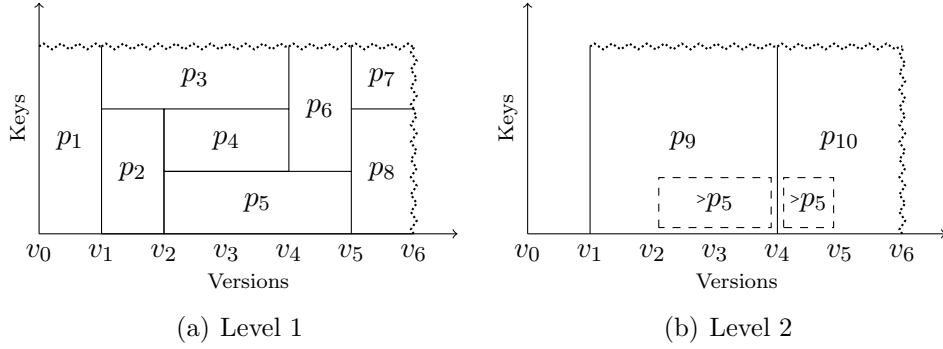 Keys
p3
p7
p6
p1
p4
p2
p8
p5
v0 v1 v2 v3 v4 v5 v6
Versions
(a) Level 1
Keys
p9
p10
>p5
>p5
v0 v1 v2 v3 v4 v5 v6
Versions
(b) Level 2